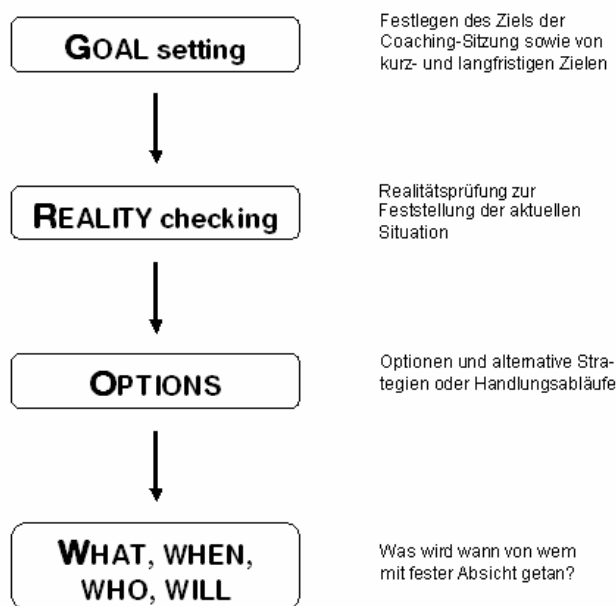 GOAL setting
Festlegen des Ziels der
Coaching-Sitzung sowie von
kurz- und langfristigen Zielen
REALITY checking
Realitätsprüfung zur
Feststellung der aktuellen
Situation
OPTIONS
Optionen und alternative Stra-
tegien oder Handlungsabläufe
WHAT, WHEN,
WHO, WILL
Was wird wann von wem
mit fester Absicht getan?